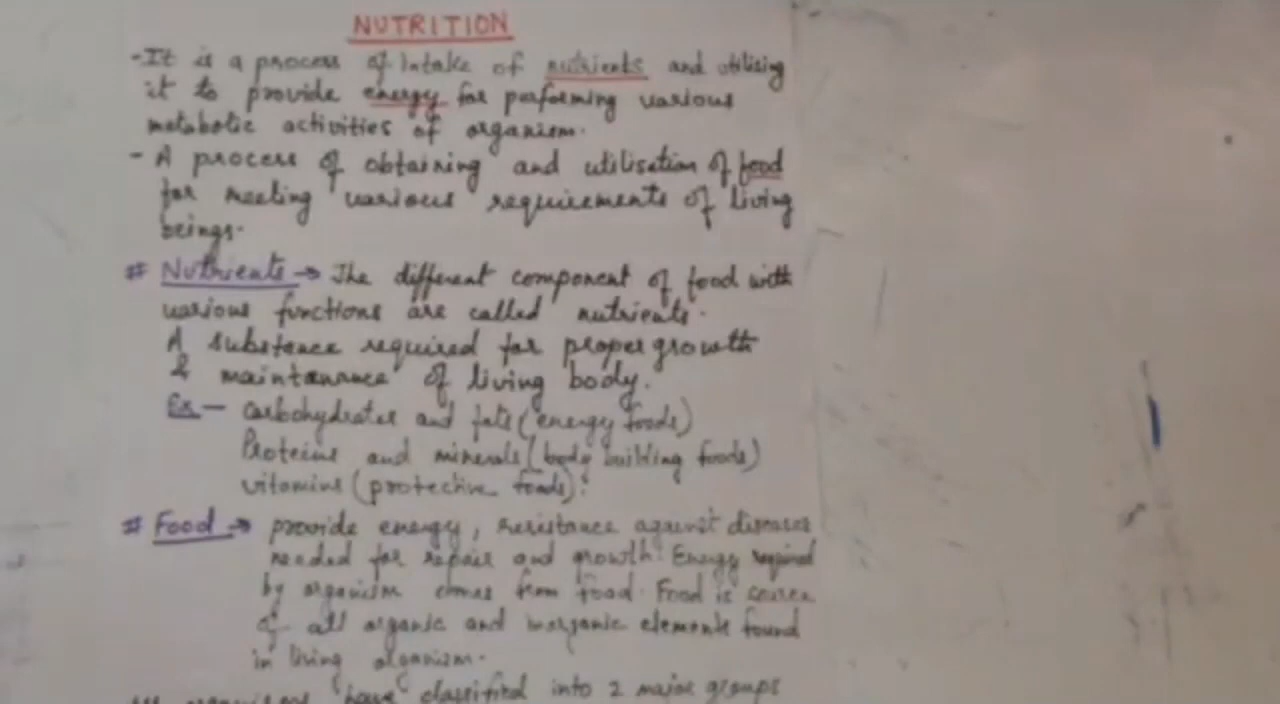 NUTRITION
- It is a process of intake of nutrients and utilising
it to provide energy for performing various
metabolic activities of organism.
- A process of obtaining and utilisation of food
for meeting various requirements of living
beings.
# Nutrients → The different component of food with
various functions are called nutrients.
A substance required for proper growth
& maintanance of living body.
Ex - carbohydrates and fats (energy foods)
Proteins and minerals (body building foods)
vitamins (protective foods).
# Food → provide energy, resistance against diseases
needed for repair and growth. Energy required
by organism comes from food. Food is source
of all organic and inorganic elements found
in living organism.
All organisms have classified into 2 major groups